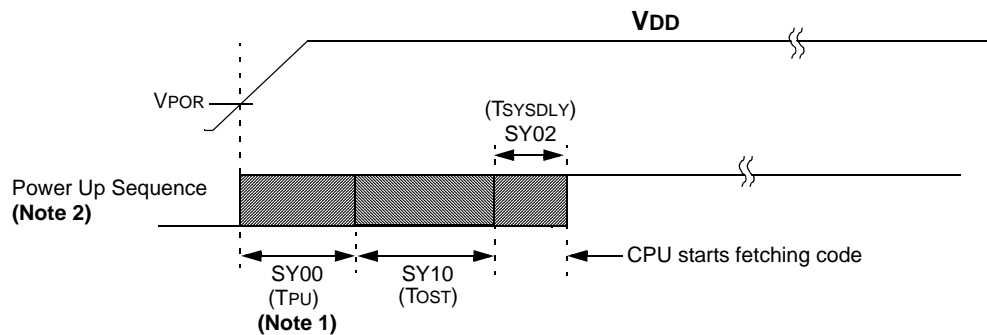 VDD
VPOR
(TSYSDLY)
SY02
Power Up Sequence
(Note 2)
CPU starts fetching code
SY00
(TPU)
(Note 1)
SY10
(TOST)